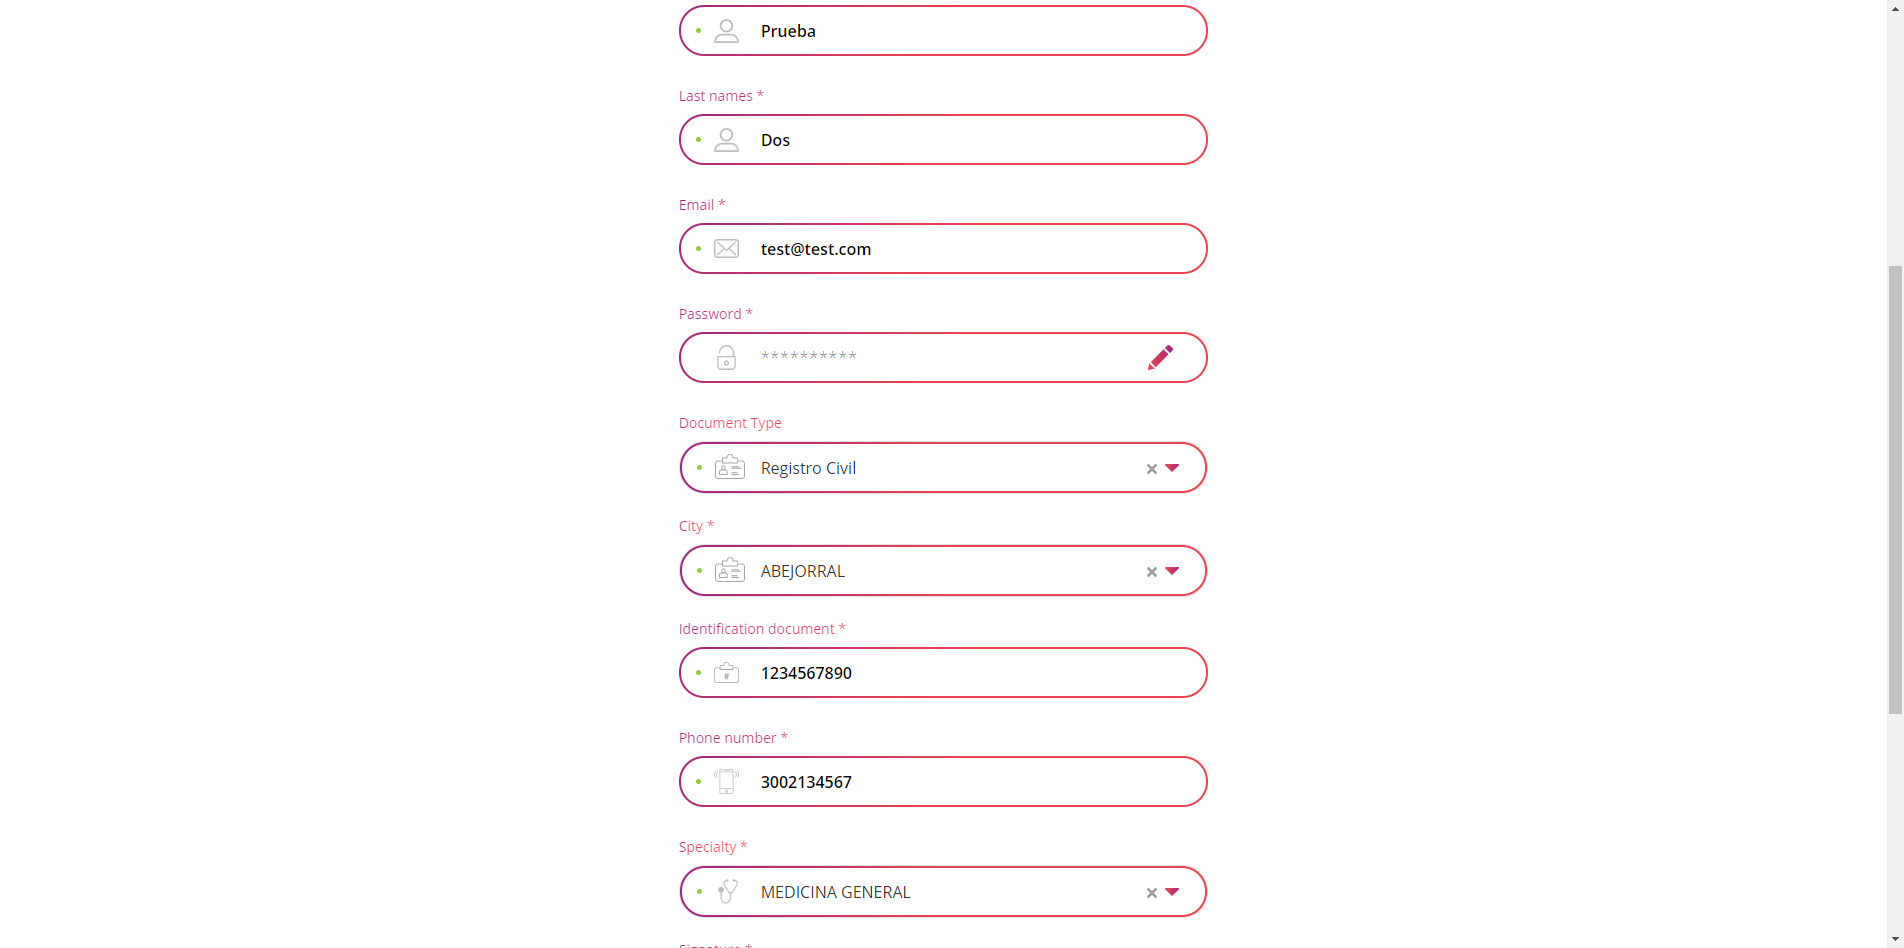 Prueba
Last names *
Dos
Email *
test@test.com
Password *
**********
Document Type
Registro Civil
City *
ABEJORRAL
Identification document *
#
1234567890
Phone number *
3002134567
Specialty *
MEDICINA GENERAL
Signature *